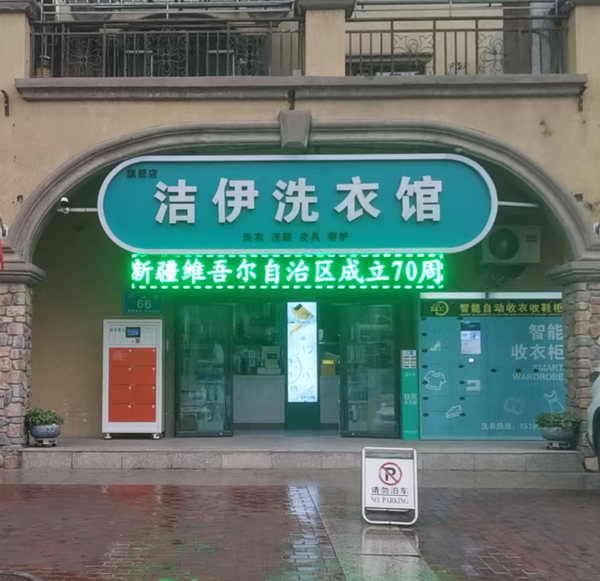 旗舰店
洁伊洗衣馆
洗衣 洗鞋 皮具 奢护
新疆维吾尔自治区成立70周
66
智能自动收衣收鞋柜
智能
收衣柜
SMART
WARDROBE
请勿泊车
NO PARKING